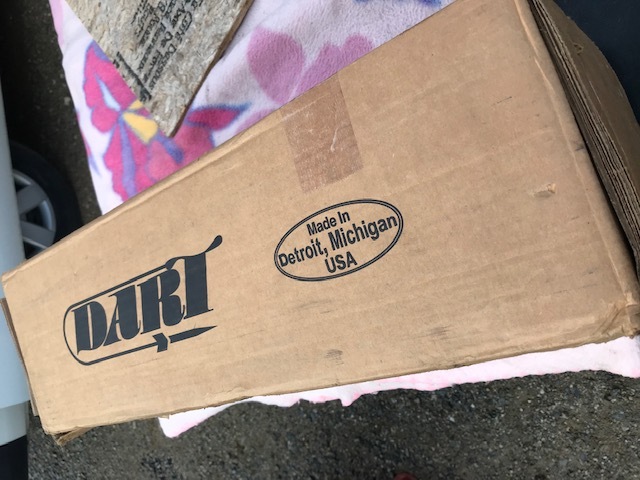 DART
Made In
Detroit, Michigan
USA